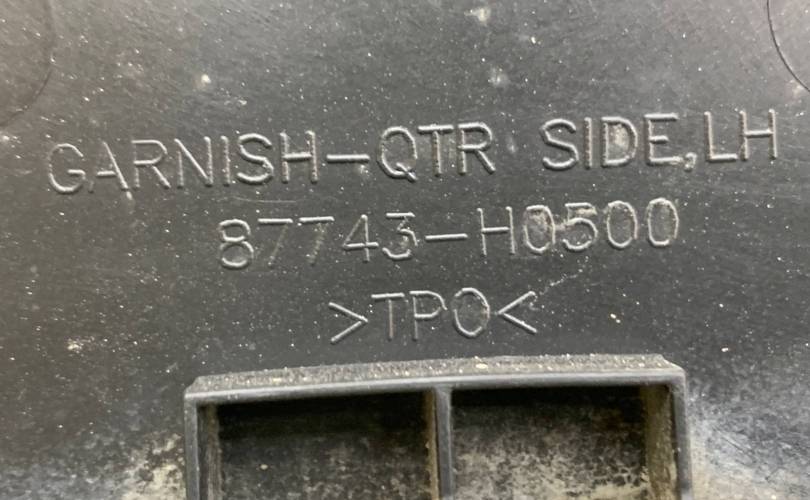 GARNISH-QTR SIDE,LH
87743-H0500
>TPO<